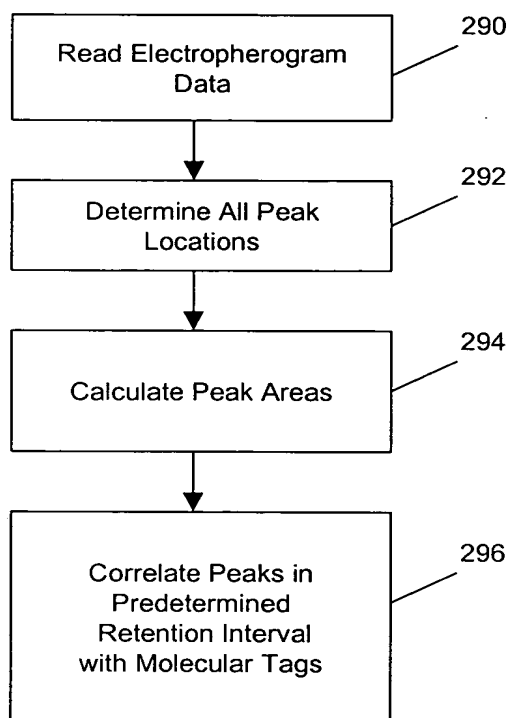 290
Read Electropherogram
Data
292
Determine All Peak
Locations
294
Calculate Peak Areas
296
Correlate Peaks in
Predetermined
Retention Interval
with Molecular Tags